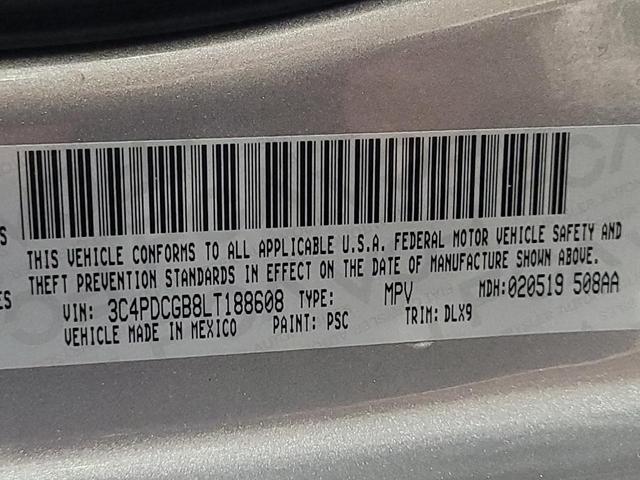 S
THIS VEHICLE CONFORMS TO ALL APPLICABLE U.S.A. FEDERAL MOTOR VEHICLE SAFETY AND
THEFT PREVENTION STANDARDS IN EFFECT ON THE DATE OF MANUFACTURE SHOWN ABOVE.
ES
VIN: 3C4PDCGB8LT188608 TYPE: MPV MDH:020519 508AA
VEHICLE MADE IN MEXICO PAINT: PSC TRIM: DLX9